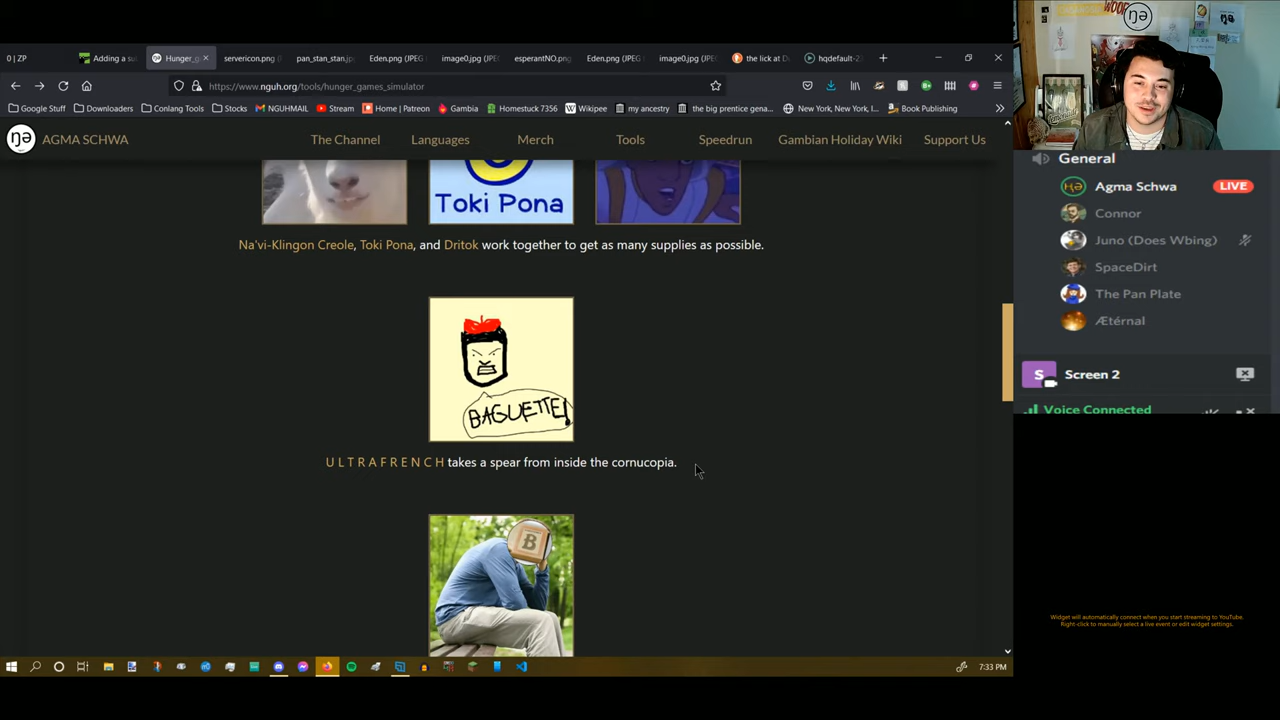 0 | ZP
Adding a su
Hunger_g
servericon.png (
pan_stan_stan.jp
Eden.png (JPEG
image0.jpg (JPE
esperantNO.png
Eden.png (JPEG
image0.jpg (JPE
the lick at D
hqdefault-2
https://www.nguh.org/tools/hunger_games_simulator
Google Stuff
Downloaders
Conlang Tools
Stocks
NGUHMAIL
Stream
Home | Patreon
Gambia
Homestuck 7356
Wikipee
my ancestry
the big prertice gena...
New York, New York,...
Book Publishing
ŋə
AGMA SCHWA
The Channel
Languages
Merch
Tools
Speedrun
Gambian Holiday Wiki
Support Us
Toki Pona
Na'vi-Klingon Creole, Toki Pona, and Dritok work together to get as many supplies as possible.
BAGUETTE!
U L T R A F R E N C H takes a spear from inside the cornucopia.
B
7:33 PM
ŋə
General
Agma Schwa
LIVE
Connor
Juno (Does Wbing)
SpaceDirt
The Pan Plate
Ætérnal
S
Screen 2
Voice Connected
Widget will automatically connect when you start streaming to YouTube.
Right-click to manually select a live event or edit widget settings.